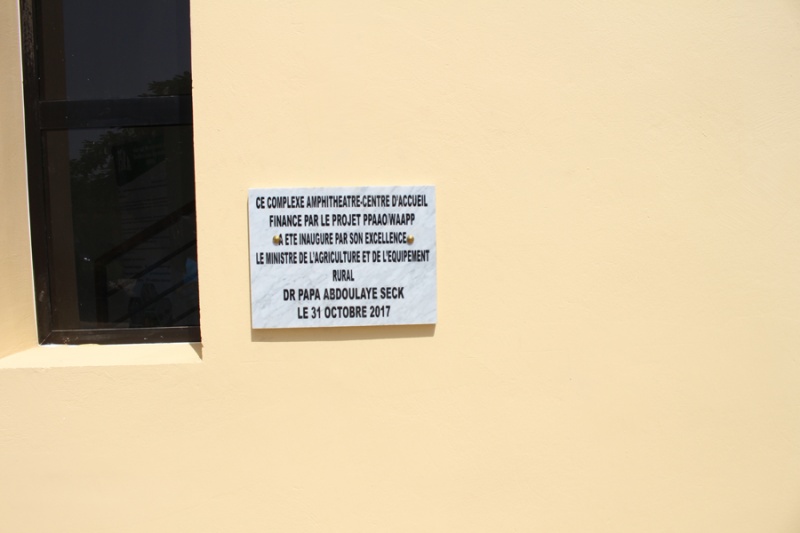 CE COMPLEXE AMPHITHEATRE-CENTRE D'ACCUEIL
FINANCE PAR LE PROJET PPAAO/WAAPP
A ETE INAUGURE PAR SON EXCELLENCE
LE MINISTRE DE L'AGRICULTURE ET DE L'EQUIPEMENT
RURAL
DR PAPA ABDOULAYE SECK
LE 31 OCTOBRE 2017